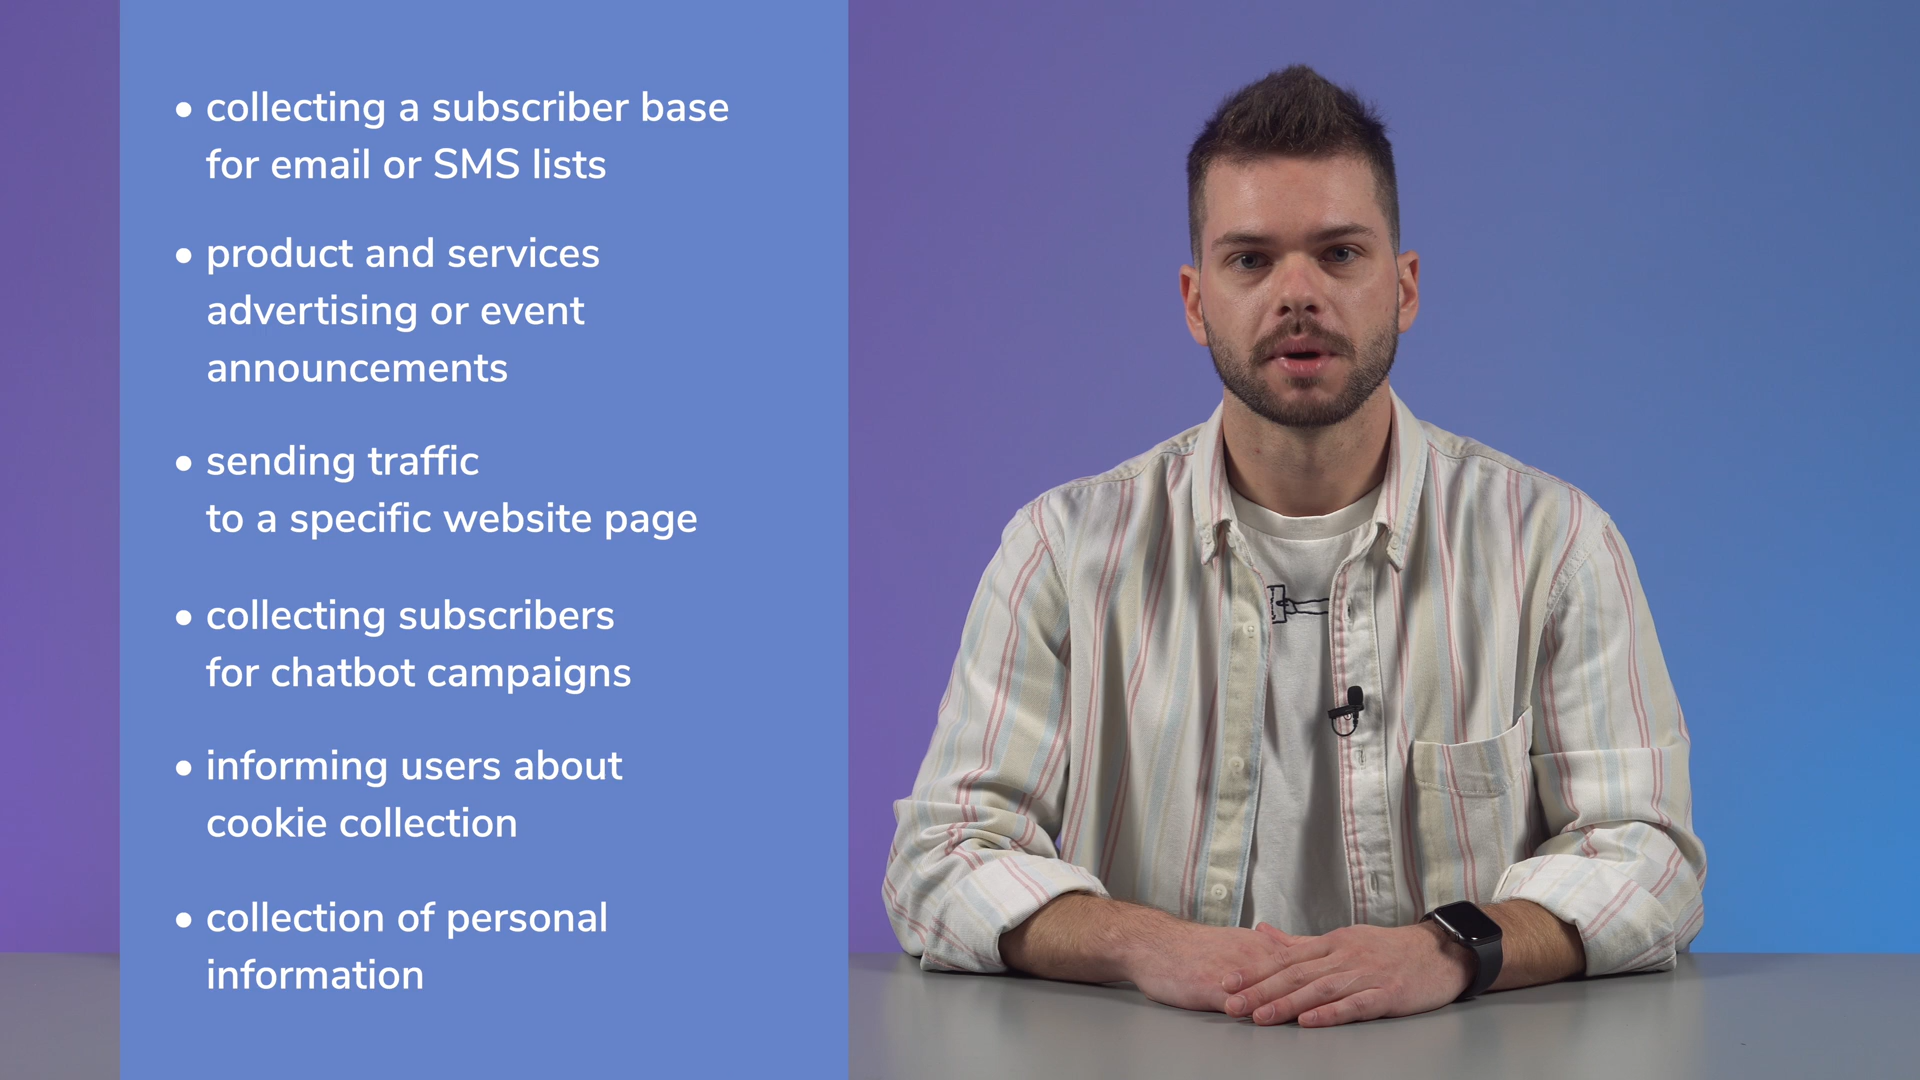 • collecting a subscriber base
for email or SMS lists
• product and services
advertising or event
announcements
• sending traffic
to a specific website page
• collecting subscribers
for chatbot campaigns
• informing users about
cookie collection
• collection of personal
information